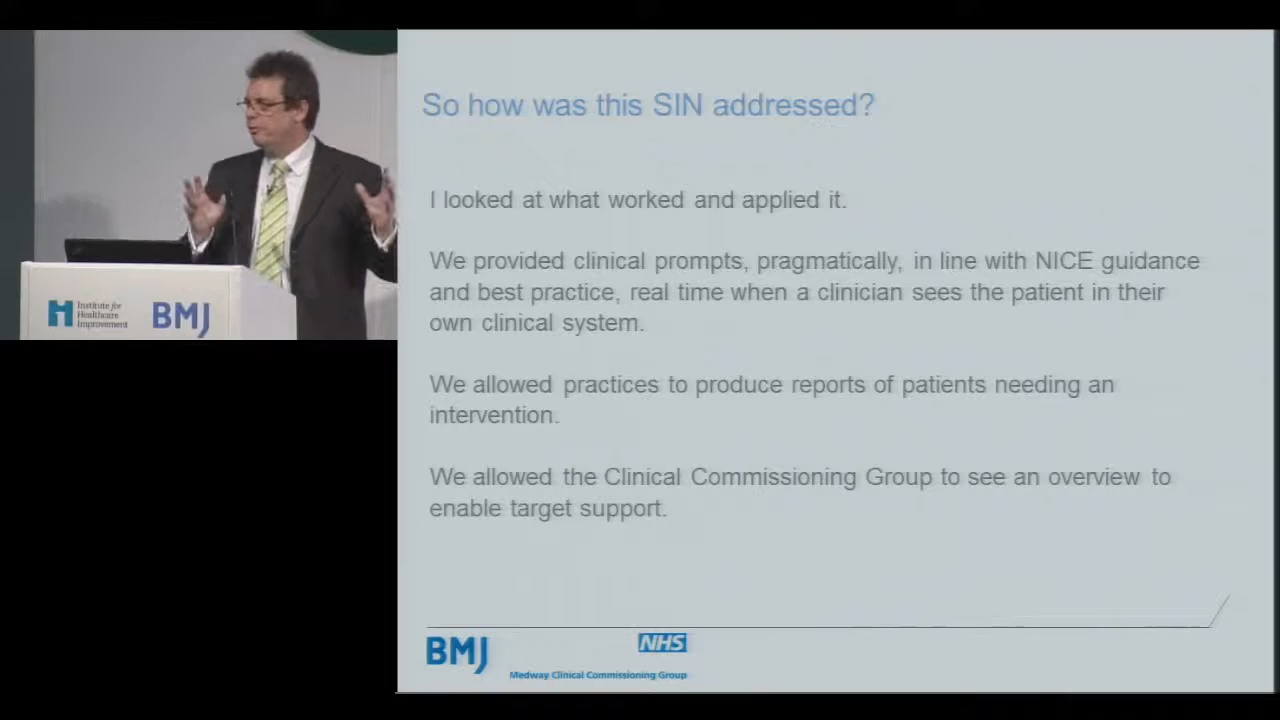 So how was this SIN addressed?
I looked at what worked and applied it.
We provided clinical prompts, pragmatically, in line with NICE guidance
and best practice, real time when a clinician sees the patient in their
own clinical system.
We allowed practices to produce reports of patients needing an
intervention.
We allowed the Clinical Commissioning Group to see an overview to
enable target support.
Institute for
Healthcare
Improvement
BMJ
BMJ
NHS
Medway Clinical Commissioning Group